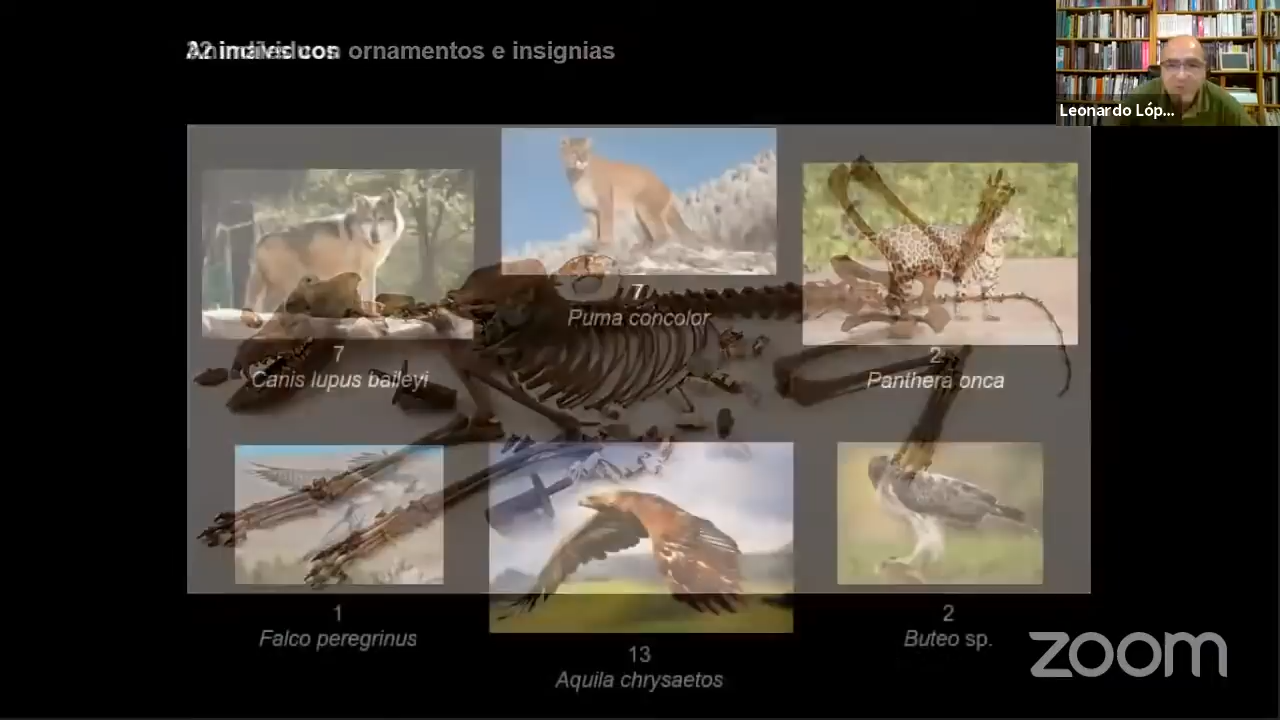 ornamentos e insignias
Leonardo Lóp...
7
Puma concolor
7
Canis lupus baileyi
2
Panthera onca
1
Falco peregrinus
13
Aquila chrysaetos
2
Buteo sp.
zoom